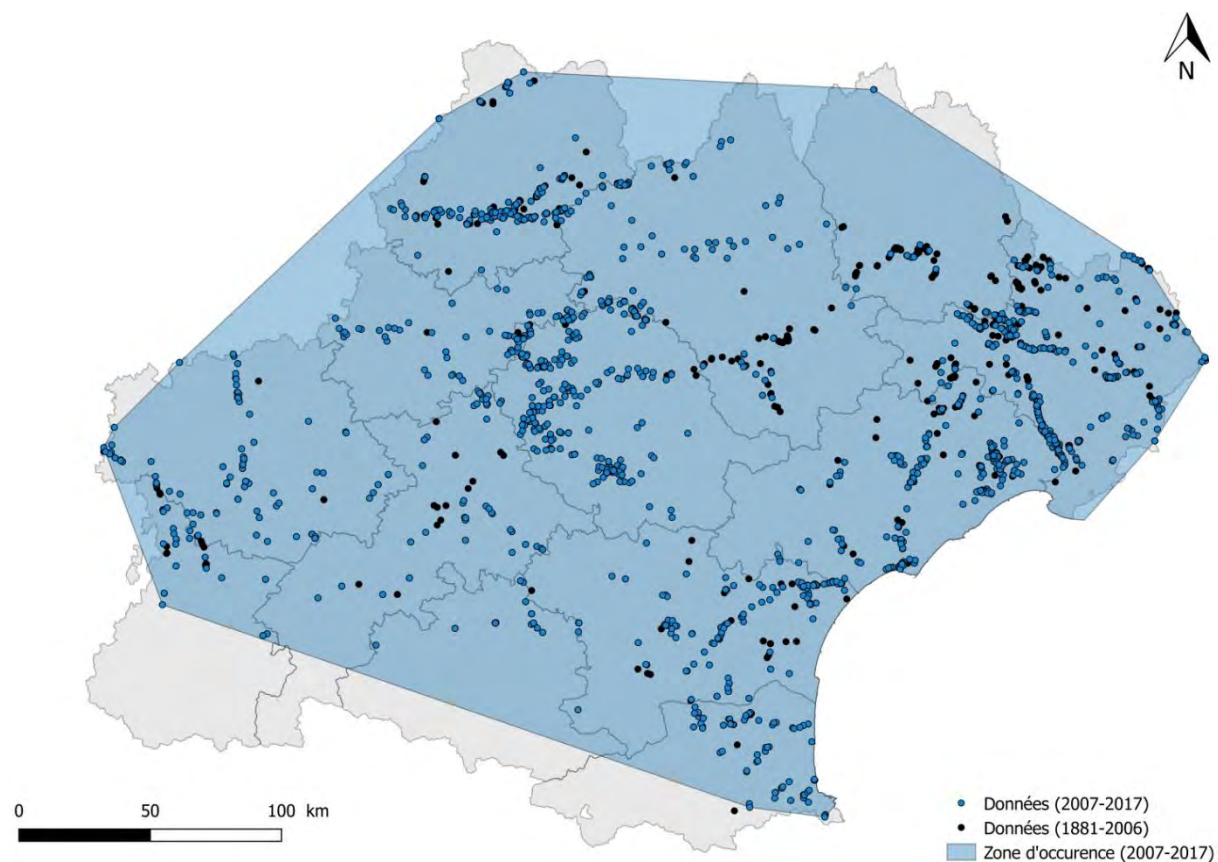 N
0 50 100 km
Données (2007-2017)
Données (1881-2006)
Zone d'occurence (2007-2017)